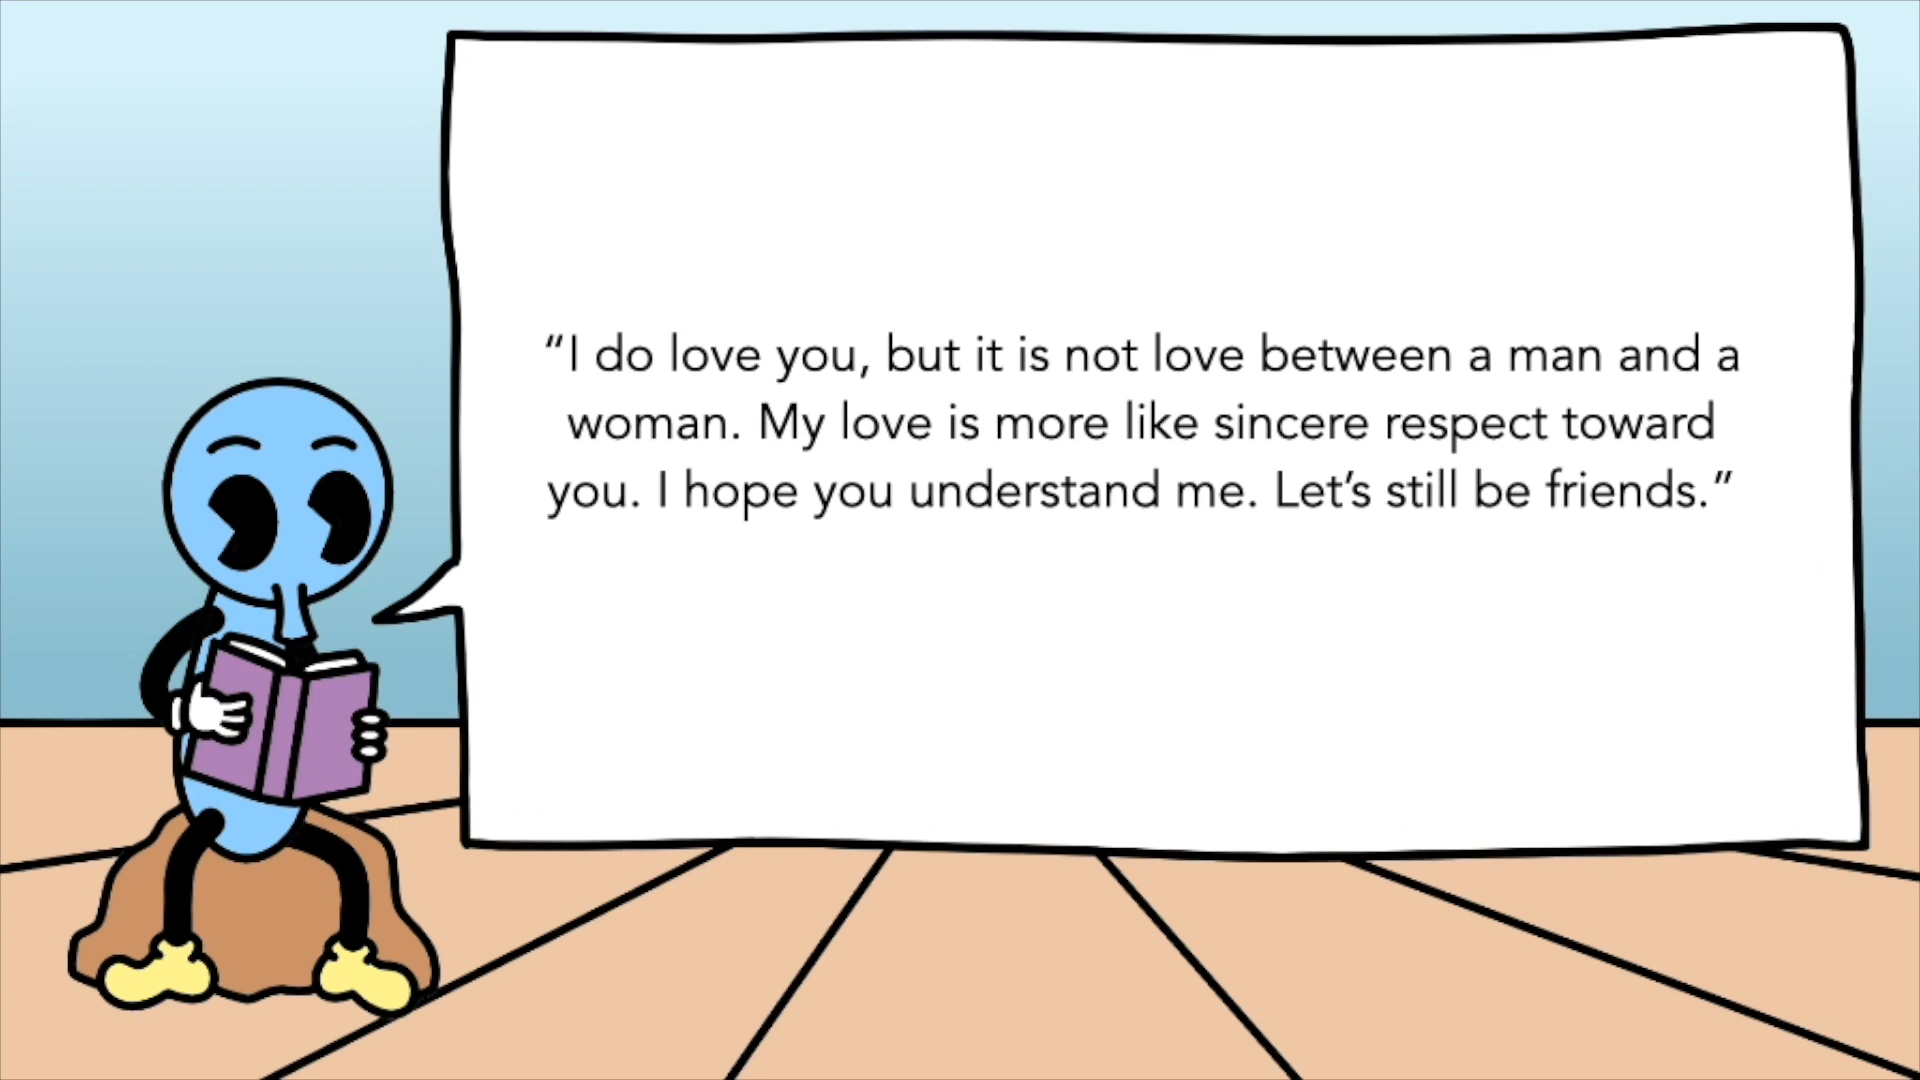 “I do love you, but it is not love between a man and a
woman. My love is more like sincere respect toward
you. I hope you understand me. Let’s still be friends.”